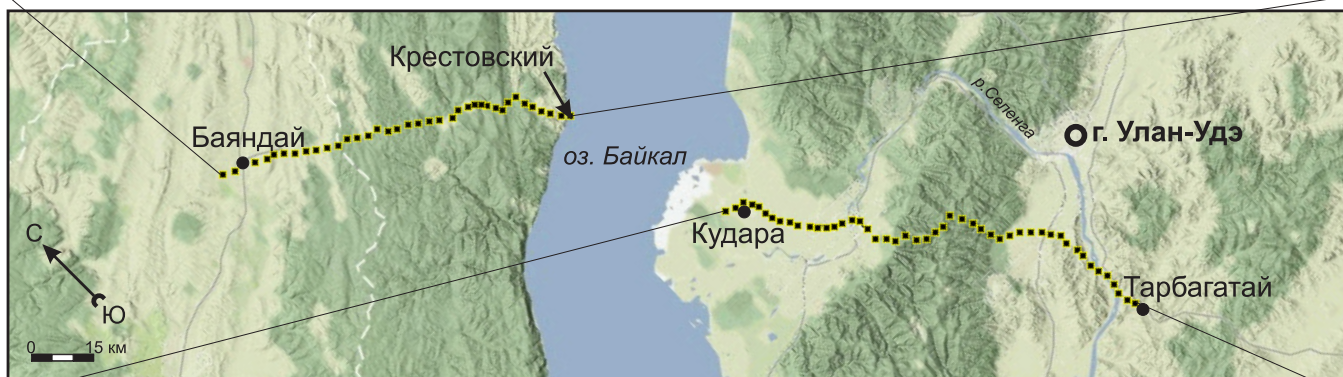 Крестовский
Баяндай
оз. Байкал
р.Селенга
г. Улан-Удэ
Кудара
Тарбагатай
С
Ю
0 15 км